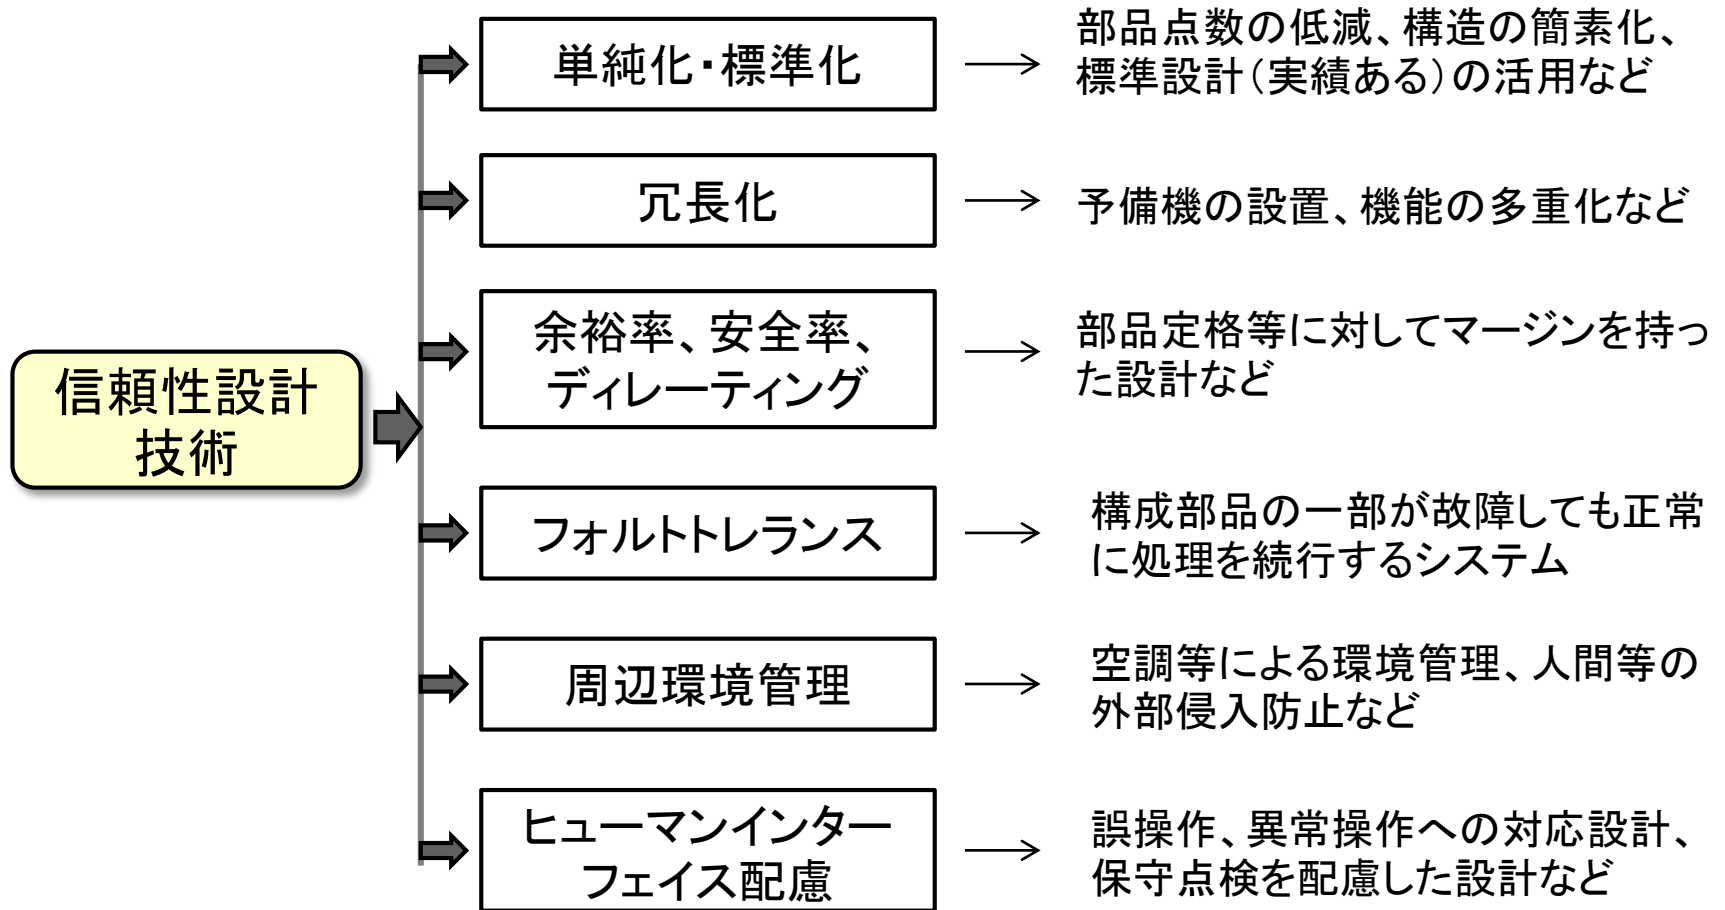 単純化・標準化
部品点数の低減、構造の簡素化、
標準設計(実績ある)の活用など
冗長化
予備機の設置、機能の多重化など
余裕率、安全率、
ディレーティング
部品定格等に対してマージンを持っ
た設計など
信頼性設計
技術
フォルトトレランス
構成部品の一部が故障しても正常
に処理を続行するシステム
周辺環境管理
空調等による環境管理、人間等の
外部侵入防止など
ヒューマンインター
フェイス配慮
誤操作、異常操作への対応設計、
保守点検を配慮した設計など